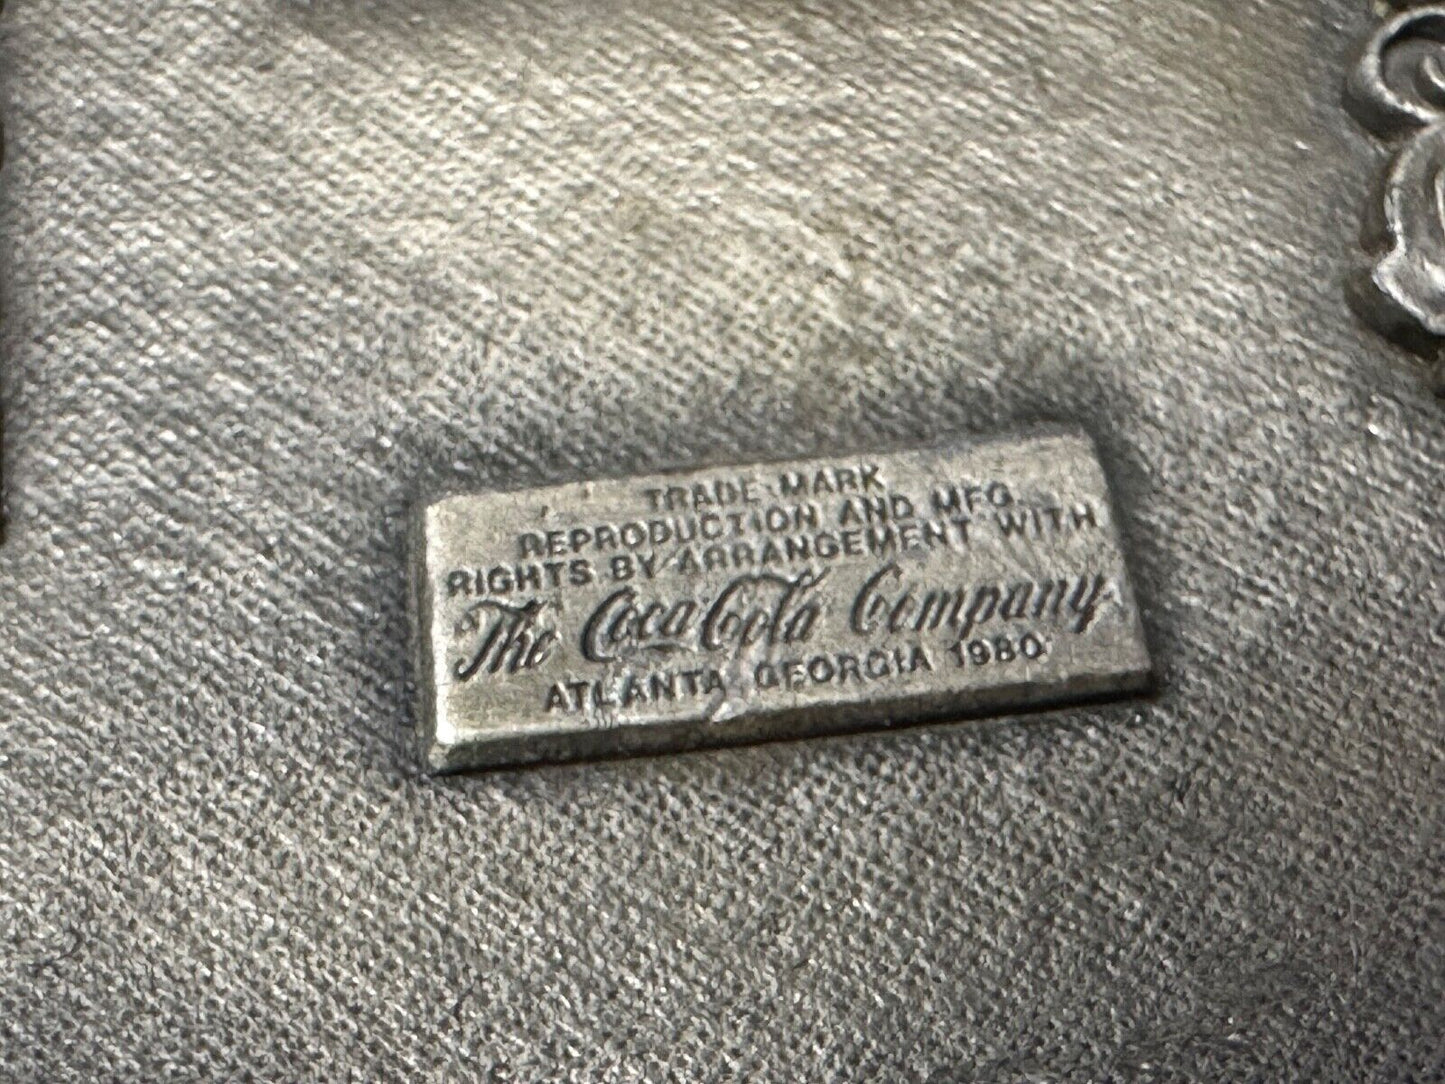 TRADE-MARK
REPRODUCTION AND MFG.
RIGHTS BY ARRANGEMENT WITH
The Coca-Cola Company
ATLANTA, GEORGIA 1980